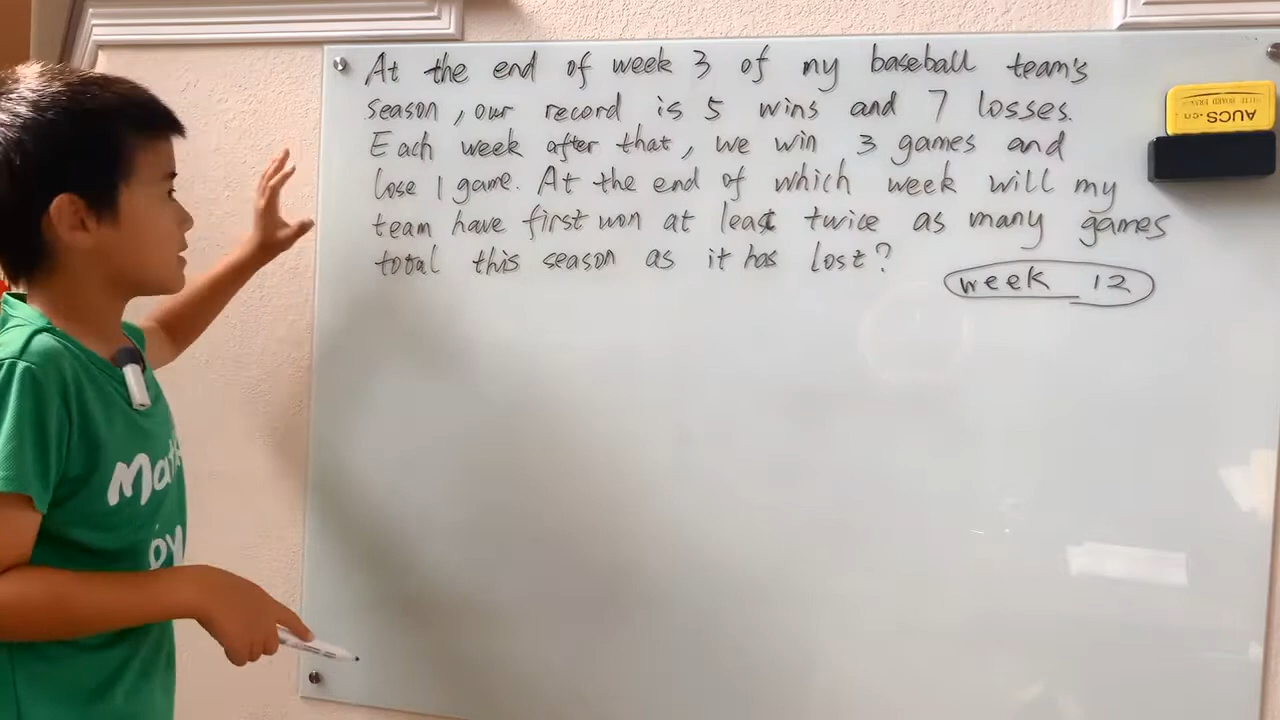 At the end of week 3 of my baseball team's
season, our record is 5 wins and 7 losses.
Each week after that, we win 3 games and
lose 1 game. At the end of which week will my
team have first won at least twice as many games
total this season as it has lost?
week 12
AUCS.cn
Math